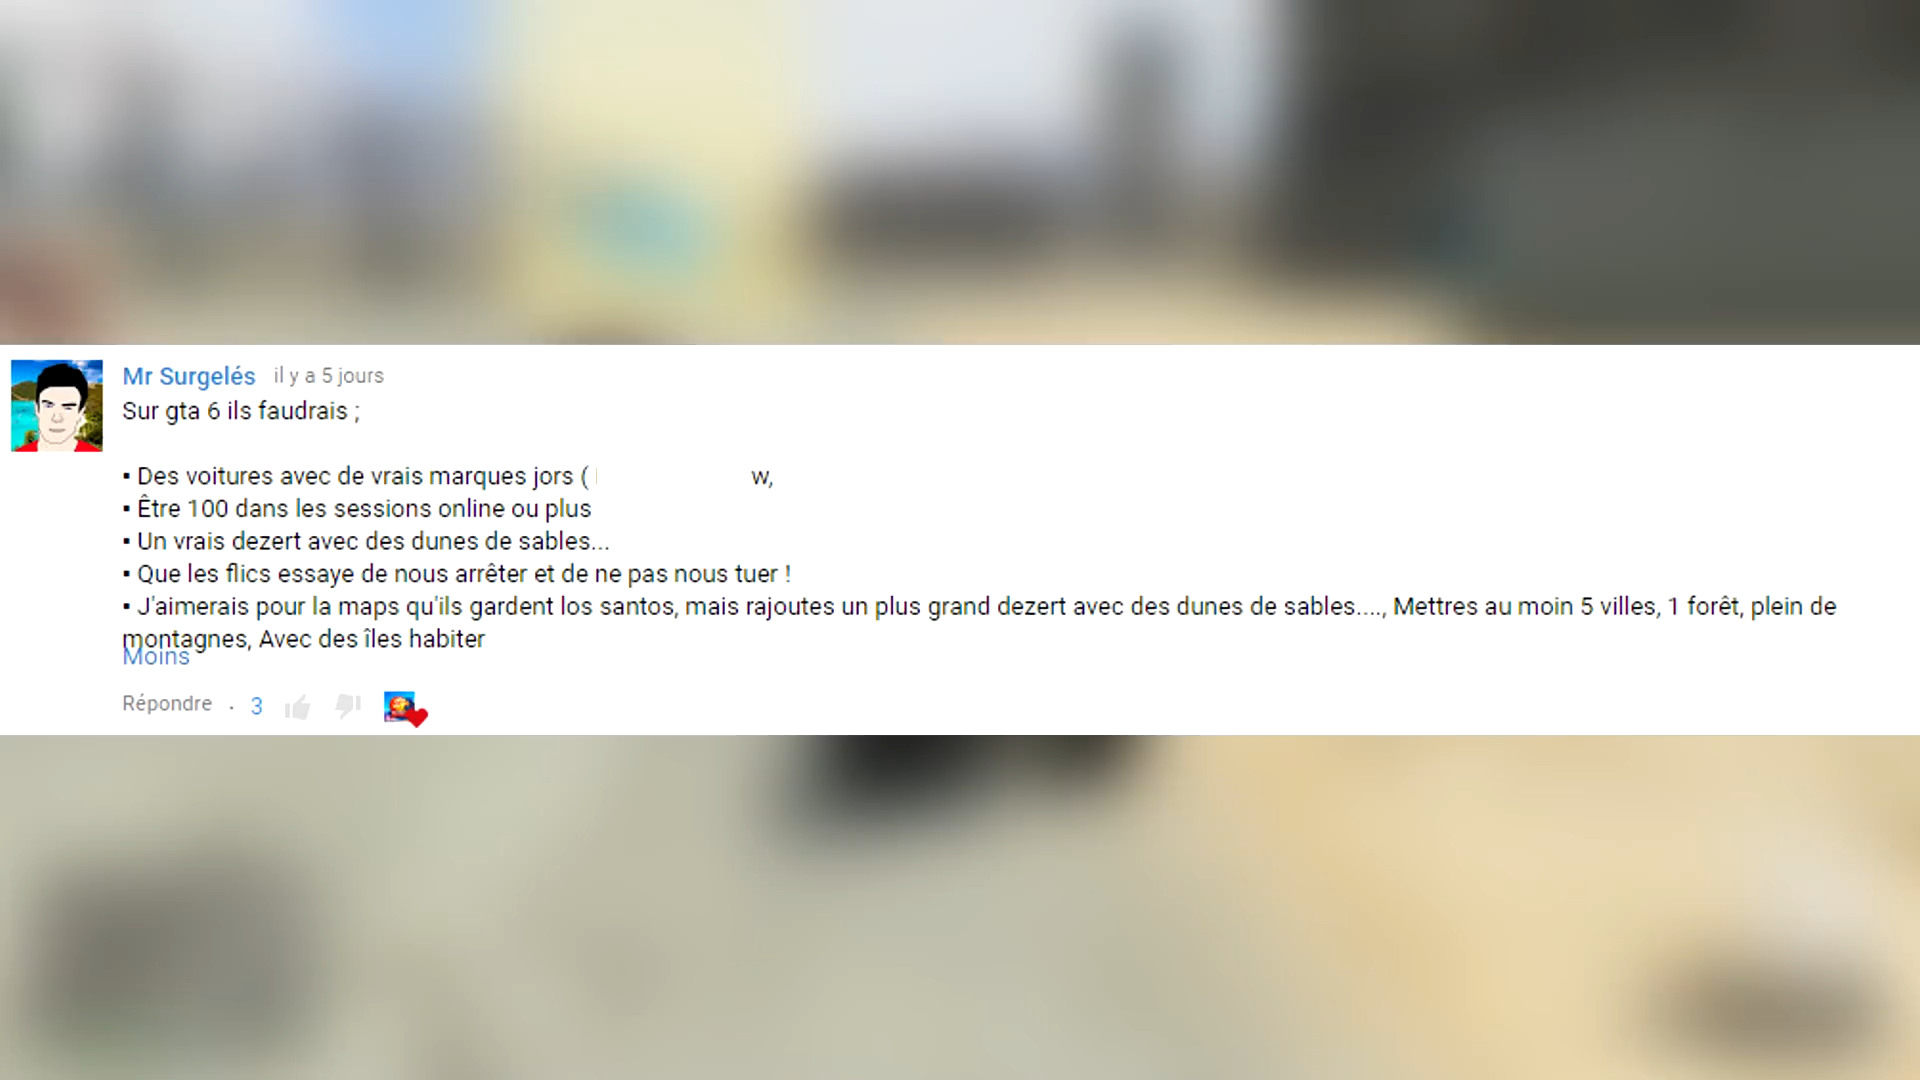 Mr Surgelés il y a 5 jours
Sur gta 6 ils faudrais ;
▪ Des voitures avec de vrais marques jors ( w,
▪ Être 100 dans les sessions online ou plus
▪ Un vrais dezert avec des dunes de sables...
▪ Que les flics essaye de nous arrêter et de ne pas nous tuer !
▪ J'aimerais pour la maps qu'ils gardent los santos, mais rajoutes un plus grand dezert avec des dunes de sables...., Mettres au moin 5 villes, 1 forêt, plein de
montagnes, Avec des îles habiter
Moins
Répondre · 3